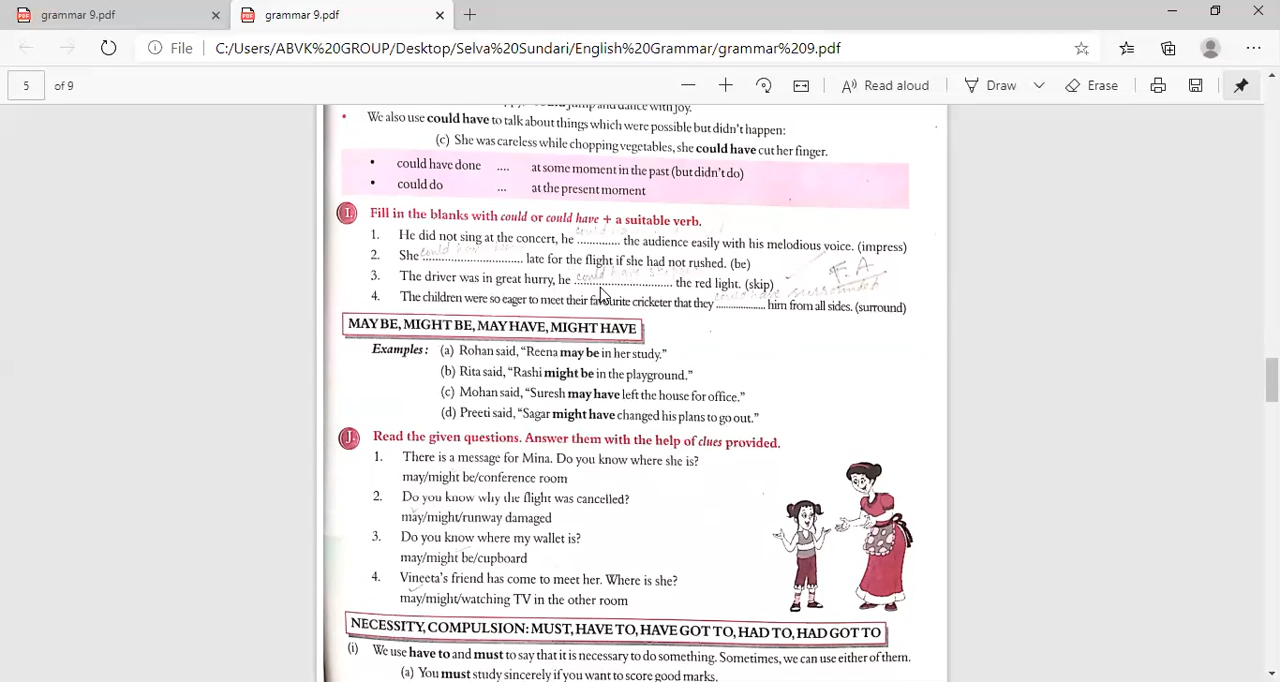 grammar 9.pdf
grammar 9.pdf
File C:/Users/ABVK%20GROUP/Desktop/Selva%20Sundari/English%20Grammar/grammar%209.pdf
5 of 9 Read aloud Draw Erase
jump and dance with joy.
We also use could have to talk about things which were possible but didn't happen:
(c) She was careless while chopping vegetables, she could have cut her finger.
• could have done .... at some moment in the past (but didn't do)
• could do ... at the present moment
I. Fill in the blanks with could or could have + a suitable verb.
1. He did not sing at the concert, he ............. the audience easily with his melodious voice. (impress)
2. She could have ............. late for the flight if she had not rushed. (be)
F.A
3. The driver was in great hurry, he could have ............. the red light. (skip)
4. The children were so eager to meet their favourite cricketer that they could have surrounded ............. him from all sides. (surround)
MAY BE, MIGHT BE, MAY HAVE, MIGHT HAVE
Examples : (a) Rohan said, "Reena may be in her study."
(b) Rita said, "Rashi might be in the playground."
(c) Mohan said, "Suresh may have left the house for office."
(d) Preeti said, "Sagar might have changed his plans to go out."
J. Read the given questions. Answer them with the help of clues provided.
1. There is a message for Mina. Do you know where she is?
may/might be/conference room
2. Do you know why the flight was cancelled?
may/might/runway damaged
3. Do you know where my wallet is?
may/might be/cupboard
4. Vineeta's friend has come to meet her. Where is she?
may/might/watching TV in the other room
NECESSITY, COMPULSION: MUST, HAVE TO, HAVE GOT TO, HAD TO, HAD GOT TO
(i) We use have to and must to say that it is necessary to do something. Sometimes, we can use either of them.
(a) You must study sincerely if you want to score good marks.